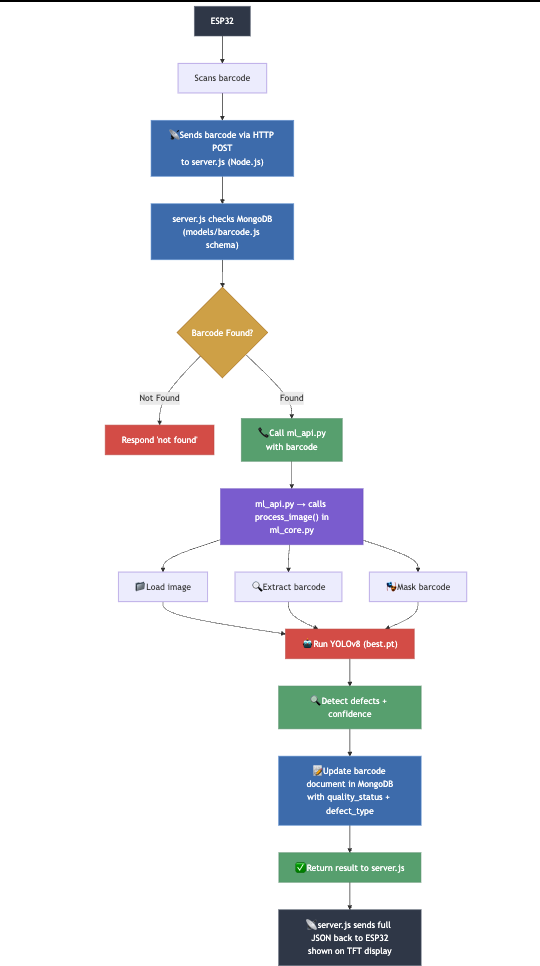 ESP32
Scans barcode
📡Sends barcode via HTTP
POST
to server.js (Node.js)
server.js checks MongoDB
(models/barcode.js
schema)
Barcode Found?
Not Found
Found
Respond 'not found'
📞Call ml_api.py
with barcode
ml_api.py → calls
process_image() in
ml_core.py
📁Load image
🔍Extract barcode
🎭Mask barcode
🤖Run YOLOv8 (best.pt)
🔍Detect defects +
confidence
📝Update barcode
document in MongoDB
with quality_status +
defect_type
✅Return result to server.js
📡server.js sends full
JSON back to ESP32
shown on TFT display